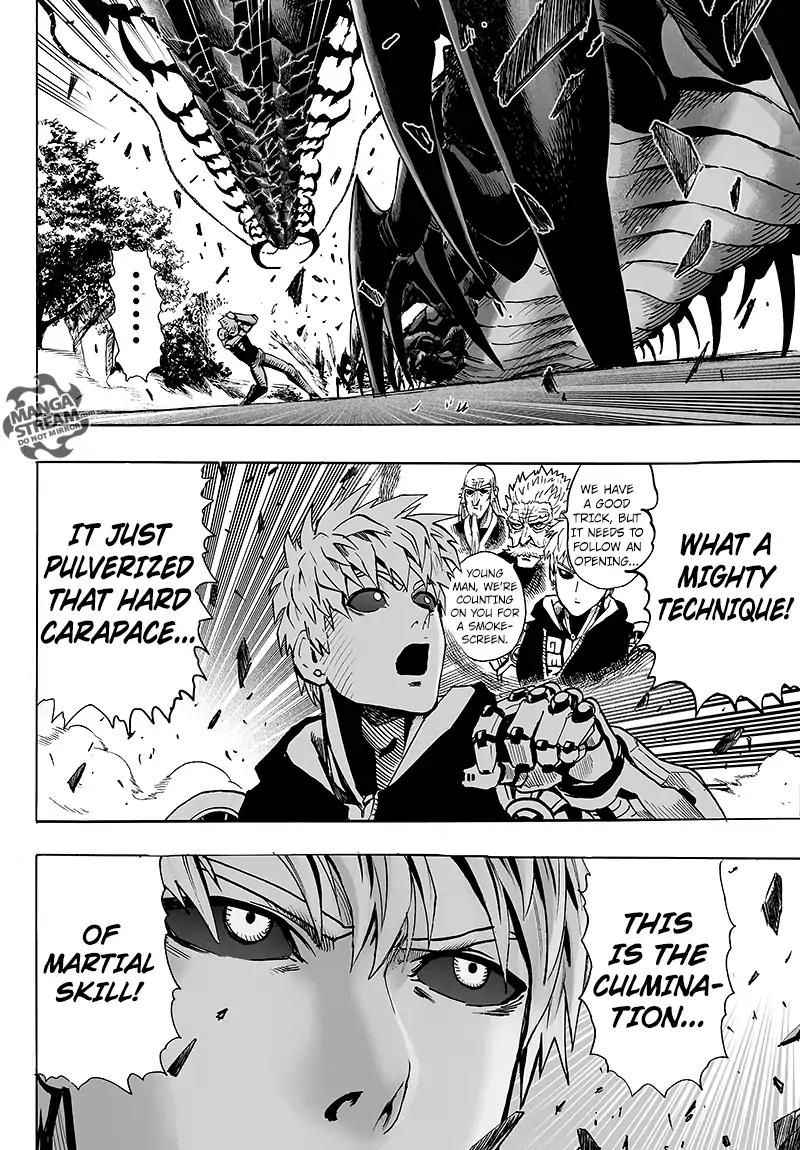 ....
MANGA
STREAM.com
DO NOT MIRROR
WHAT A
MIGHTY
TECHNIQUE!
WE HAVE
A GOOD
TRICK, BUT
IT NEEDS TO
FOLLOW AN
OPENING...
YOUNG
MAN, WE'RE
COUNTING
ON YOU FOR
A SMOKE-
SCREEN.
GEN
IT JUST
PULVERIZED
THAT HARD
CARAPACE...
THIS
IS THE
CULMINA-
TION...
OF
MARTIAL
SKILL!